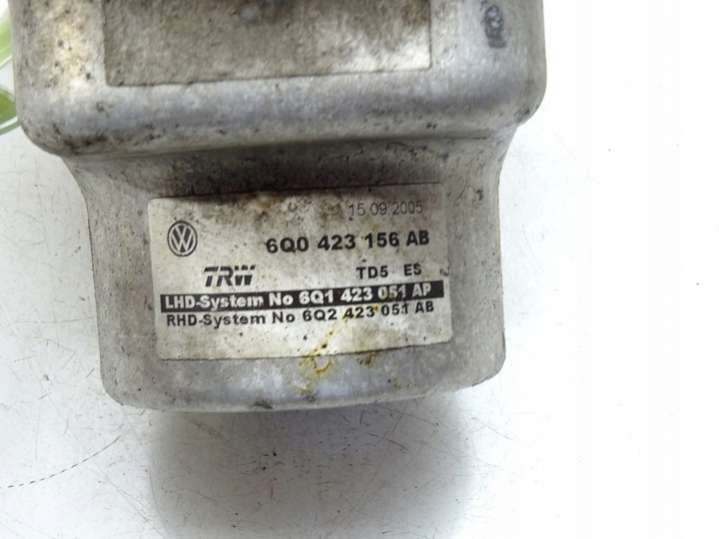 15.09.2005
6Q0 423 156 AB
TRW TD5 ES
LHD-System No 6Q1 423 051 AP
RHD-System No 6Q2 423 051 AB